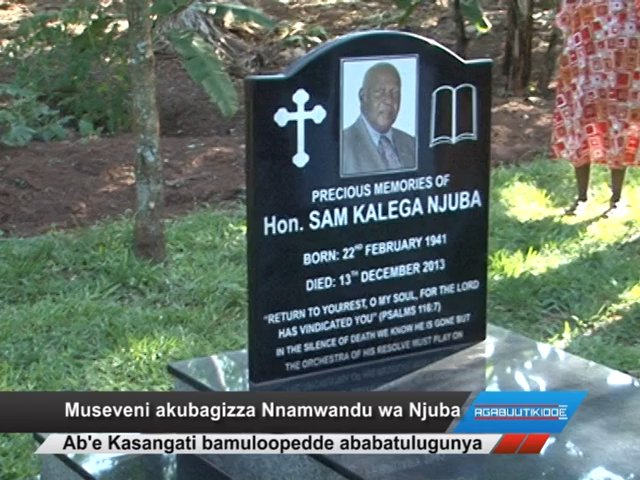 PRECIOUS MEMORIES OF
Hon. SAM KALEGA NJUBA
BORN: 22ND FEBRUARY 1941
DIED: 13TH DECEMBER 2013
"RETURN TO YOURREST, O MY SOUL, FOR THE LORD
HAS VINDICATED YOU" (PSALMS 116:7)
IN THE SILENCE OF DEATH WE KNOW HE IS GONE BUT
THE ORCHESTRA OF HIS RESOLVE MUST PLAY ON
Museveni akubagizza Nnamwandu wa Njuba
AGABUUTIKIDDE
Ab'e Kasangati bamuloopedde ababatulugunya